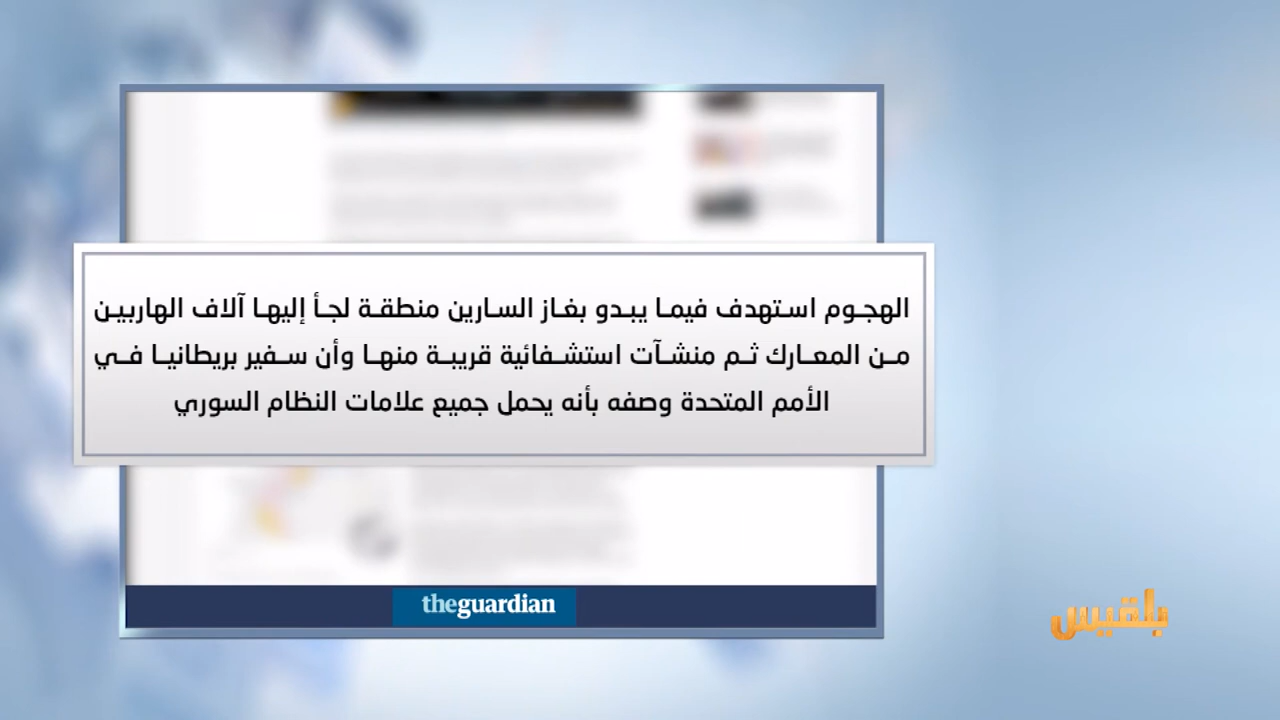 الهجوم استهدف فيما يبدو بغاز السارين منطقة لجأ إليها آلاف الهاربين
من المعارك ثم منشآت استشفائية قريبة منها وأن سفير بريطانيا في
الأمم المتحدة وصفه بأنه يحمل جميع علامات النظام السوري
theguardian
بلقيس